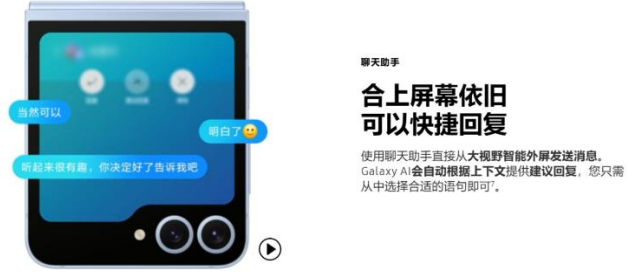 当然可以
明白了
听起来很有趣，你决定好了告诉我吧
聊天助手
合上屏幕依旧
可以快捷回复
使用聊天助手直接从大视野智能外屏发送消息。
Galaxy AI会自动根据上下文提供建议回复，您只需
从中选择合适的语句即可⁷。